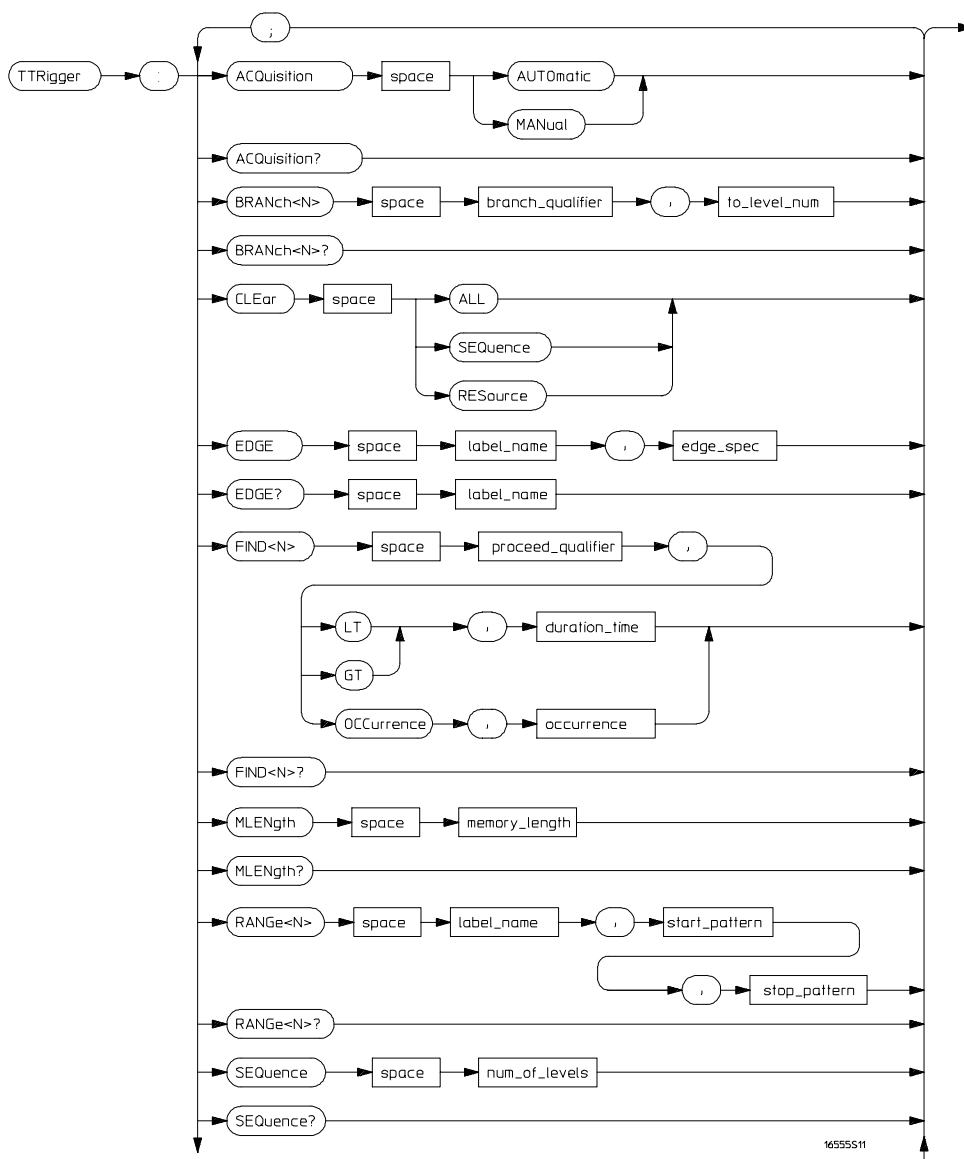 ;
TTRigger : ACQuisition space AUTOmatic
MANual
ACQuisition?
BRANch<N> space branch_qualifier , to_level_num
BRANch<N>?
CLEar space ALL
SEQuence
RESource
EDGE space label_name , edge_spec
EDGE? space label_name
FIND<N> space proceed_qualifier ,
LT , duration_time
GT
OCCurrence , occurrence
FIND<N>?
MLENgth space memory_length
MLENgth?
RANGe<N> space label_name , start_pattern
, stop_pattern
RANGe<N>?
SEQuence space num_of_levels
SEQuence?
16555S11